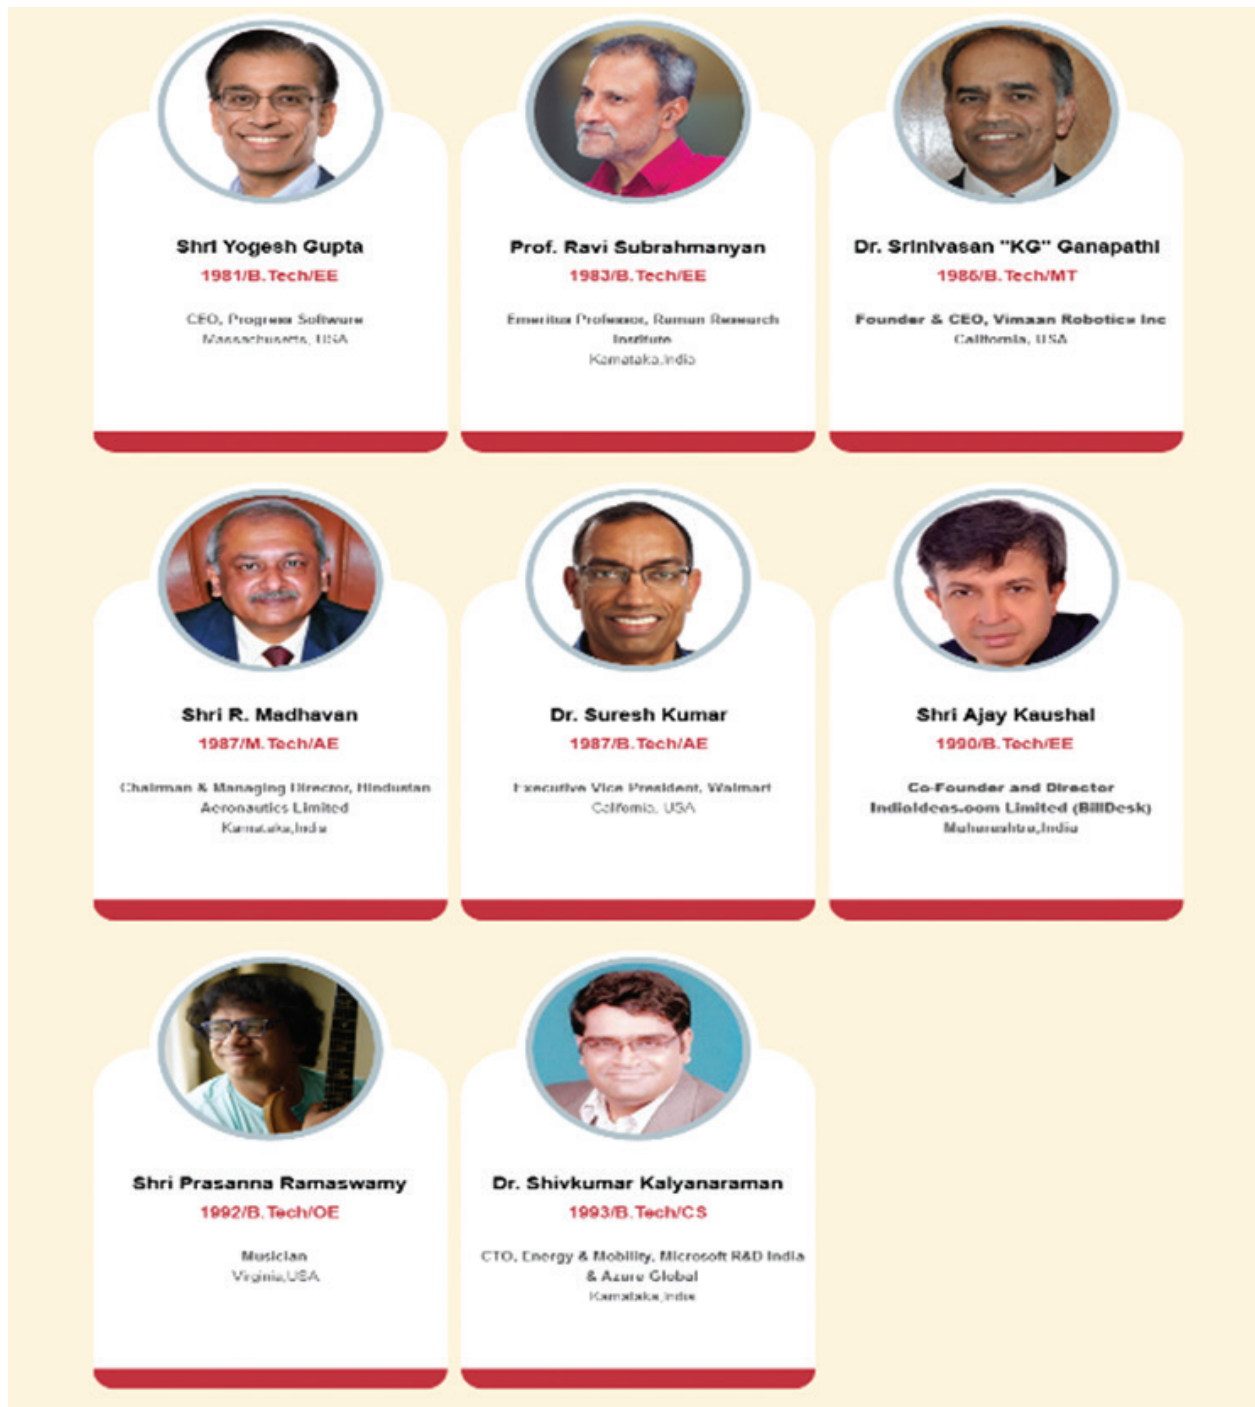 Shri Yogesh Gupta
1981/B.Tech/EE
CEO, Progress Software
Massachusetts, USA
Prof. Ravi Subrahmanyan
1983/B.Tech/EE
Emeritus Professor, Raman Research
Institute
Karnataka,India
Dr. Srinivasan "KG" Ganapathi
1986/B.Tech/MT
Founder & CEO, Vimaan Robotics Inc
California, USA
Shri R. Madhavan
1987/M.Tech/AE
Chairman & Managing Director, Hindustan
Aeronautics Limited
Karnataka,India
Dr. Suresh Kumar
1987/B.Tech/AE
Executive Vice President, Walmart
California, USA
Shri Ajay Kaushal
1990/B.Tech/EE
Co-Founder and Director
IndiaIdeas.com Limited (BillDesk)
Maharashtra,India
Shri Prasanna Ramaswamy
1992/B.Tech/OE
Musician
Virginia,USA
Dr. Shivkumar Kalyanaraman
1993/B.Tech/CS
CTO, Energy & Mobility, Microsoft R&D India
& Azure Global
Karnataka,India